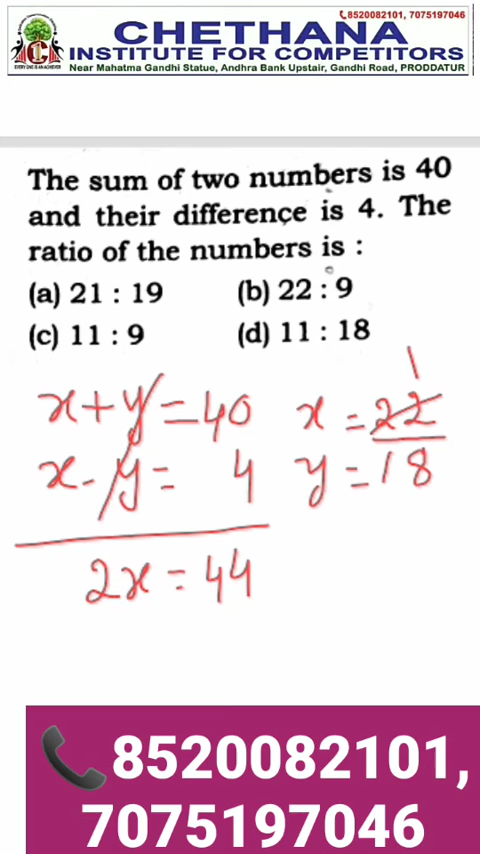 8520082101, 7075197046
CHETHANA
INSTITUTE FOR COMPETITORS
EVERY ONE IS AN ACHIEVER
Near Mahatma Gandhi Statue, Andhra Bank Upstair, Gandhi Road, PRODDATUR
The sum of two numbers is 40
and their difference is 4. The
ratio of the numbers is :
(a) 21 : 19 (b) 22 : 9
(c) 11 : 9 (d) 11 : 18
x + y = 40
x - y = 4
2x = 44
1
x = 22
y = 18
8520082101,
7075197046